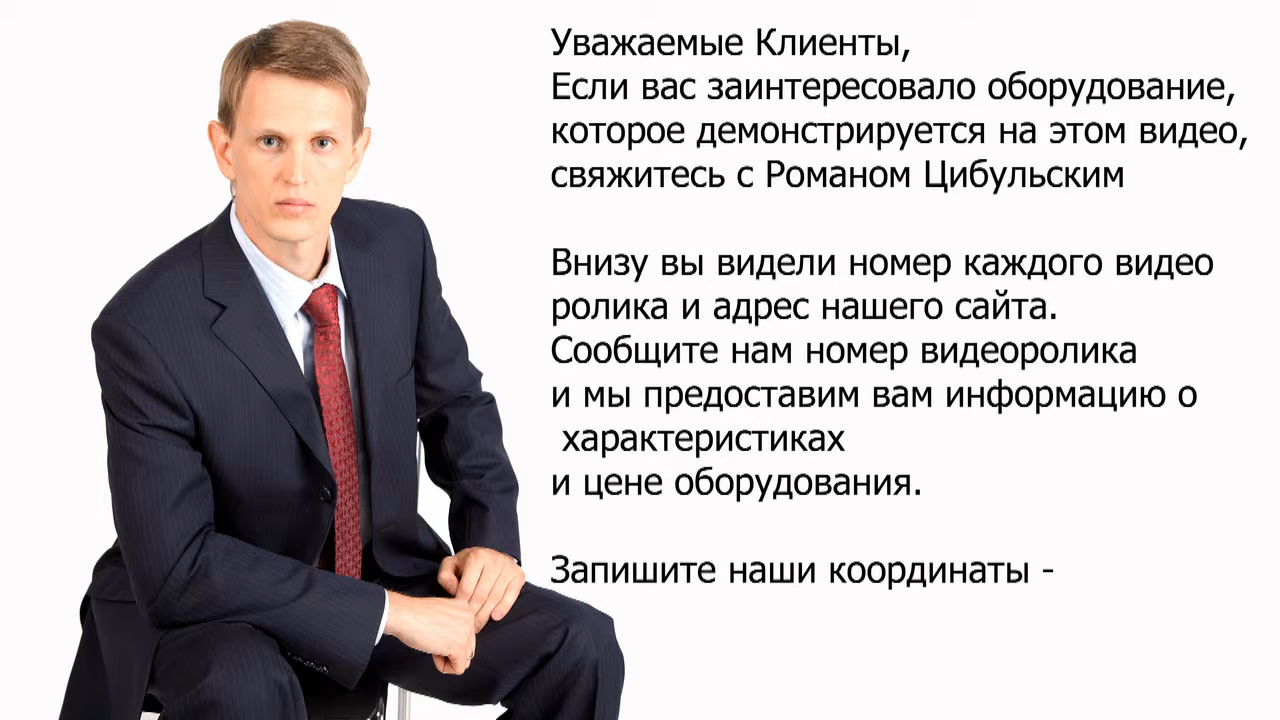 Уважаемые Клиенты,
Если вас заинтересовало оборудование,
которое демонстрируется на этом видео,
свяжитесь с Романом Цибульским
Внизу вы видели номер каждого видео
ролика и адрес нашего сайта.
Сообщите нам номер видеоролика
и мы предоставим вам информацию о
характеристиках
и цене оборудования.
Запишите наши координаты -